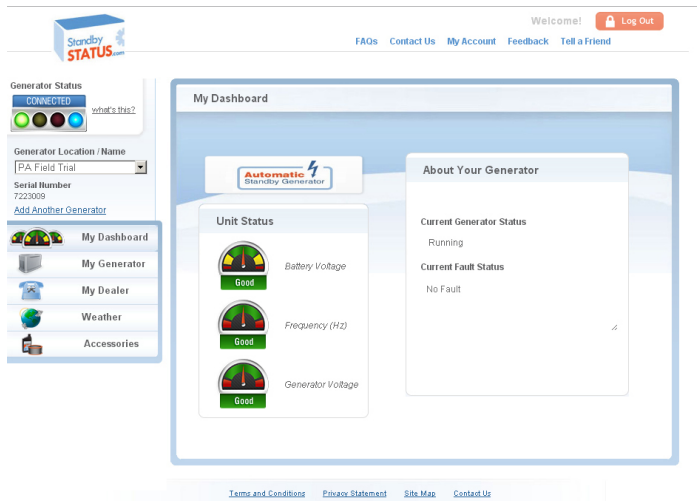 Welcome!
Log Out
Standby
STATUS.com
FAQs Contact Us My Account Feedback Tell a Friend
Generator Status
CONNECTED
what's this?
Generator Location / Name
PA Field Trial
Serial Number
7223009
Add Another Generator
My Dashboard
My Generator
My Dealer
Weather
Accessories
My Dashboard
Automatic
Standby Generator
Unit Status
Good
Battery Voltage
Good
Frequency (Hz)
Good
Generator Voltage
About Your Generator
Current Generator Status
Running
Current Fault Status
No Fault
Terms and Conditions Privacy Statement Site Map Contact Us